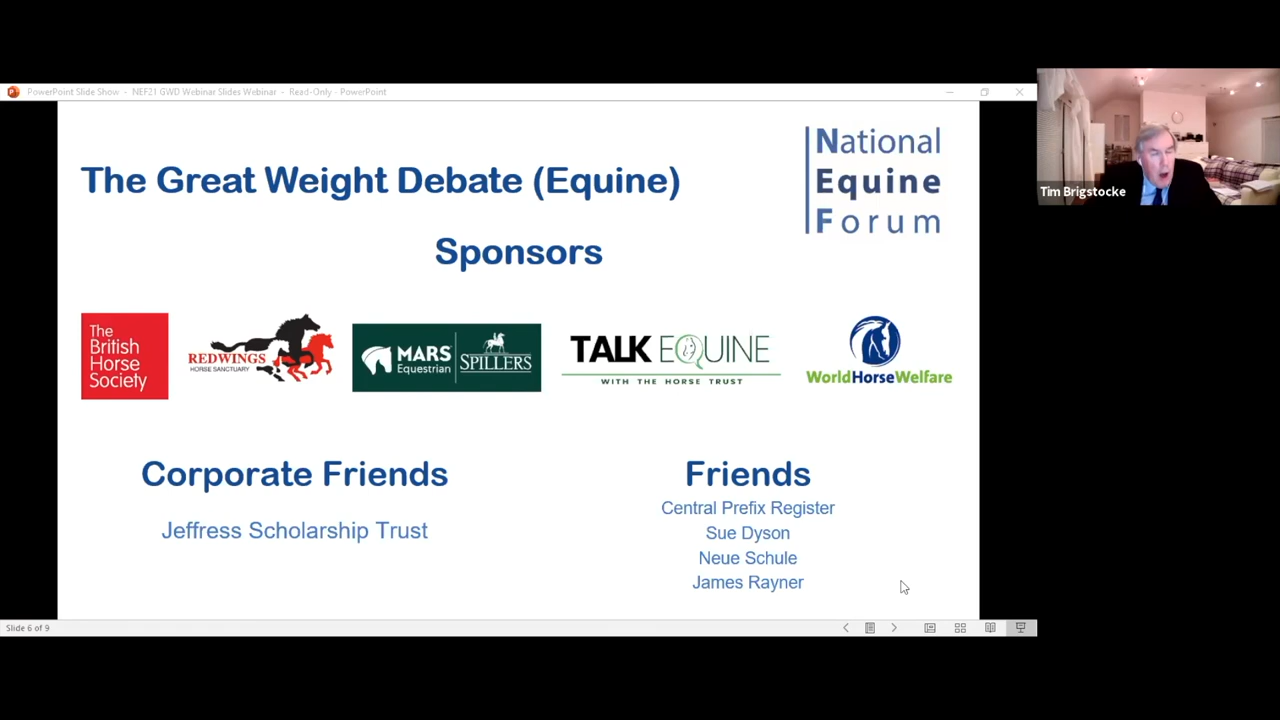 PowerPoint Slide Show - NEF21 GWD Webinar Slides Webinar - Read-Only - PowerPoint
The Great Weight Debate (Equine)
National
Equine
Forum
Tim Brigstocke
Sponsors
The
British
Horse
Society
REDWINGS
HORSE SANCTUARY
MARS
Equestrian
SPILLERS
TALK EQUINE
WITH THE HORSE TRUST
WorldHorseWelfare
Corporate Friends
Jeffress Scholarship Trust
Friends
Central Prefix Register
Sue Dyson
Neue Schule
James Rayner
Slide 6 of 9